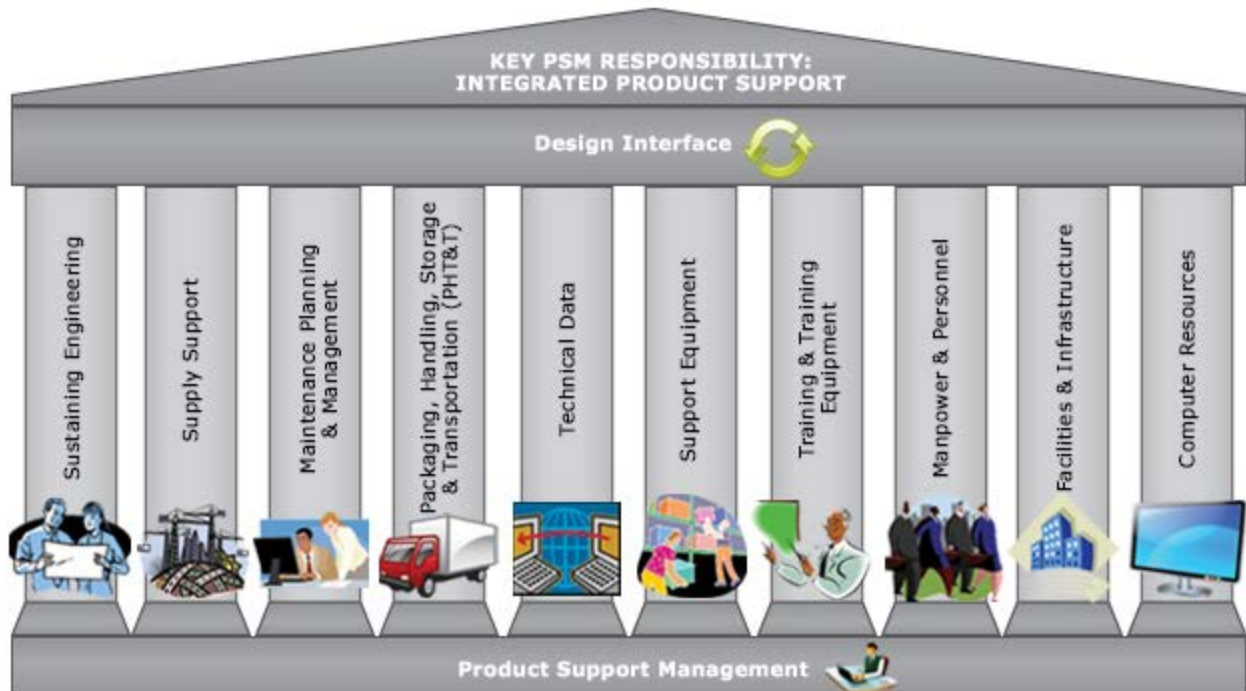 KEY PSM RESPONSIBILITY:
INTEGRATED PRODUCT SUPPORT
Design Interface
Sustaining Engineering
Supply Support
Maintenance Planning
& Management
Packaging, Handling, Storage
& Transportation (PHT&T)
Technical Data
Support Equipment
Training & Training
Equipment
Manpower & Personnel
Facilities & Infrastructure
Computer Resources
Product Support Management